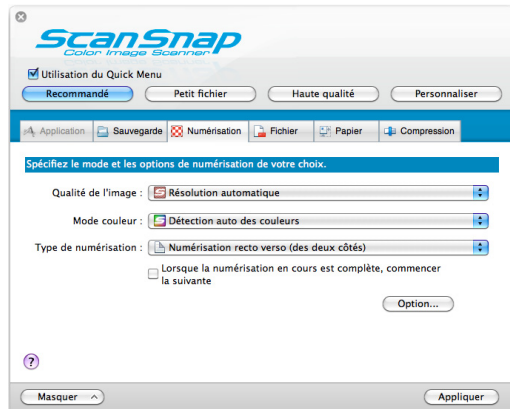 ScanSnap
Color Image Scanner
Utilisation du Quick Menu
Recommandé Petit fichier Haute qualité Personnaliser
Application Sauvegarde Numérisation Fichier Papier Compression
Spécifiez le mode et les options de numérisation de votre choix.
Qualité de l'image : Résolution automatique
Mode couleur : Détection auto des couleurs
Type de numérisation : Numérisation recto verso (des deux côtés)
Lorsque la numérisation en cours est complète, commencer
la suivante
Option...
?
Masquer Appliquer